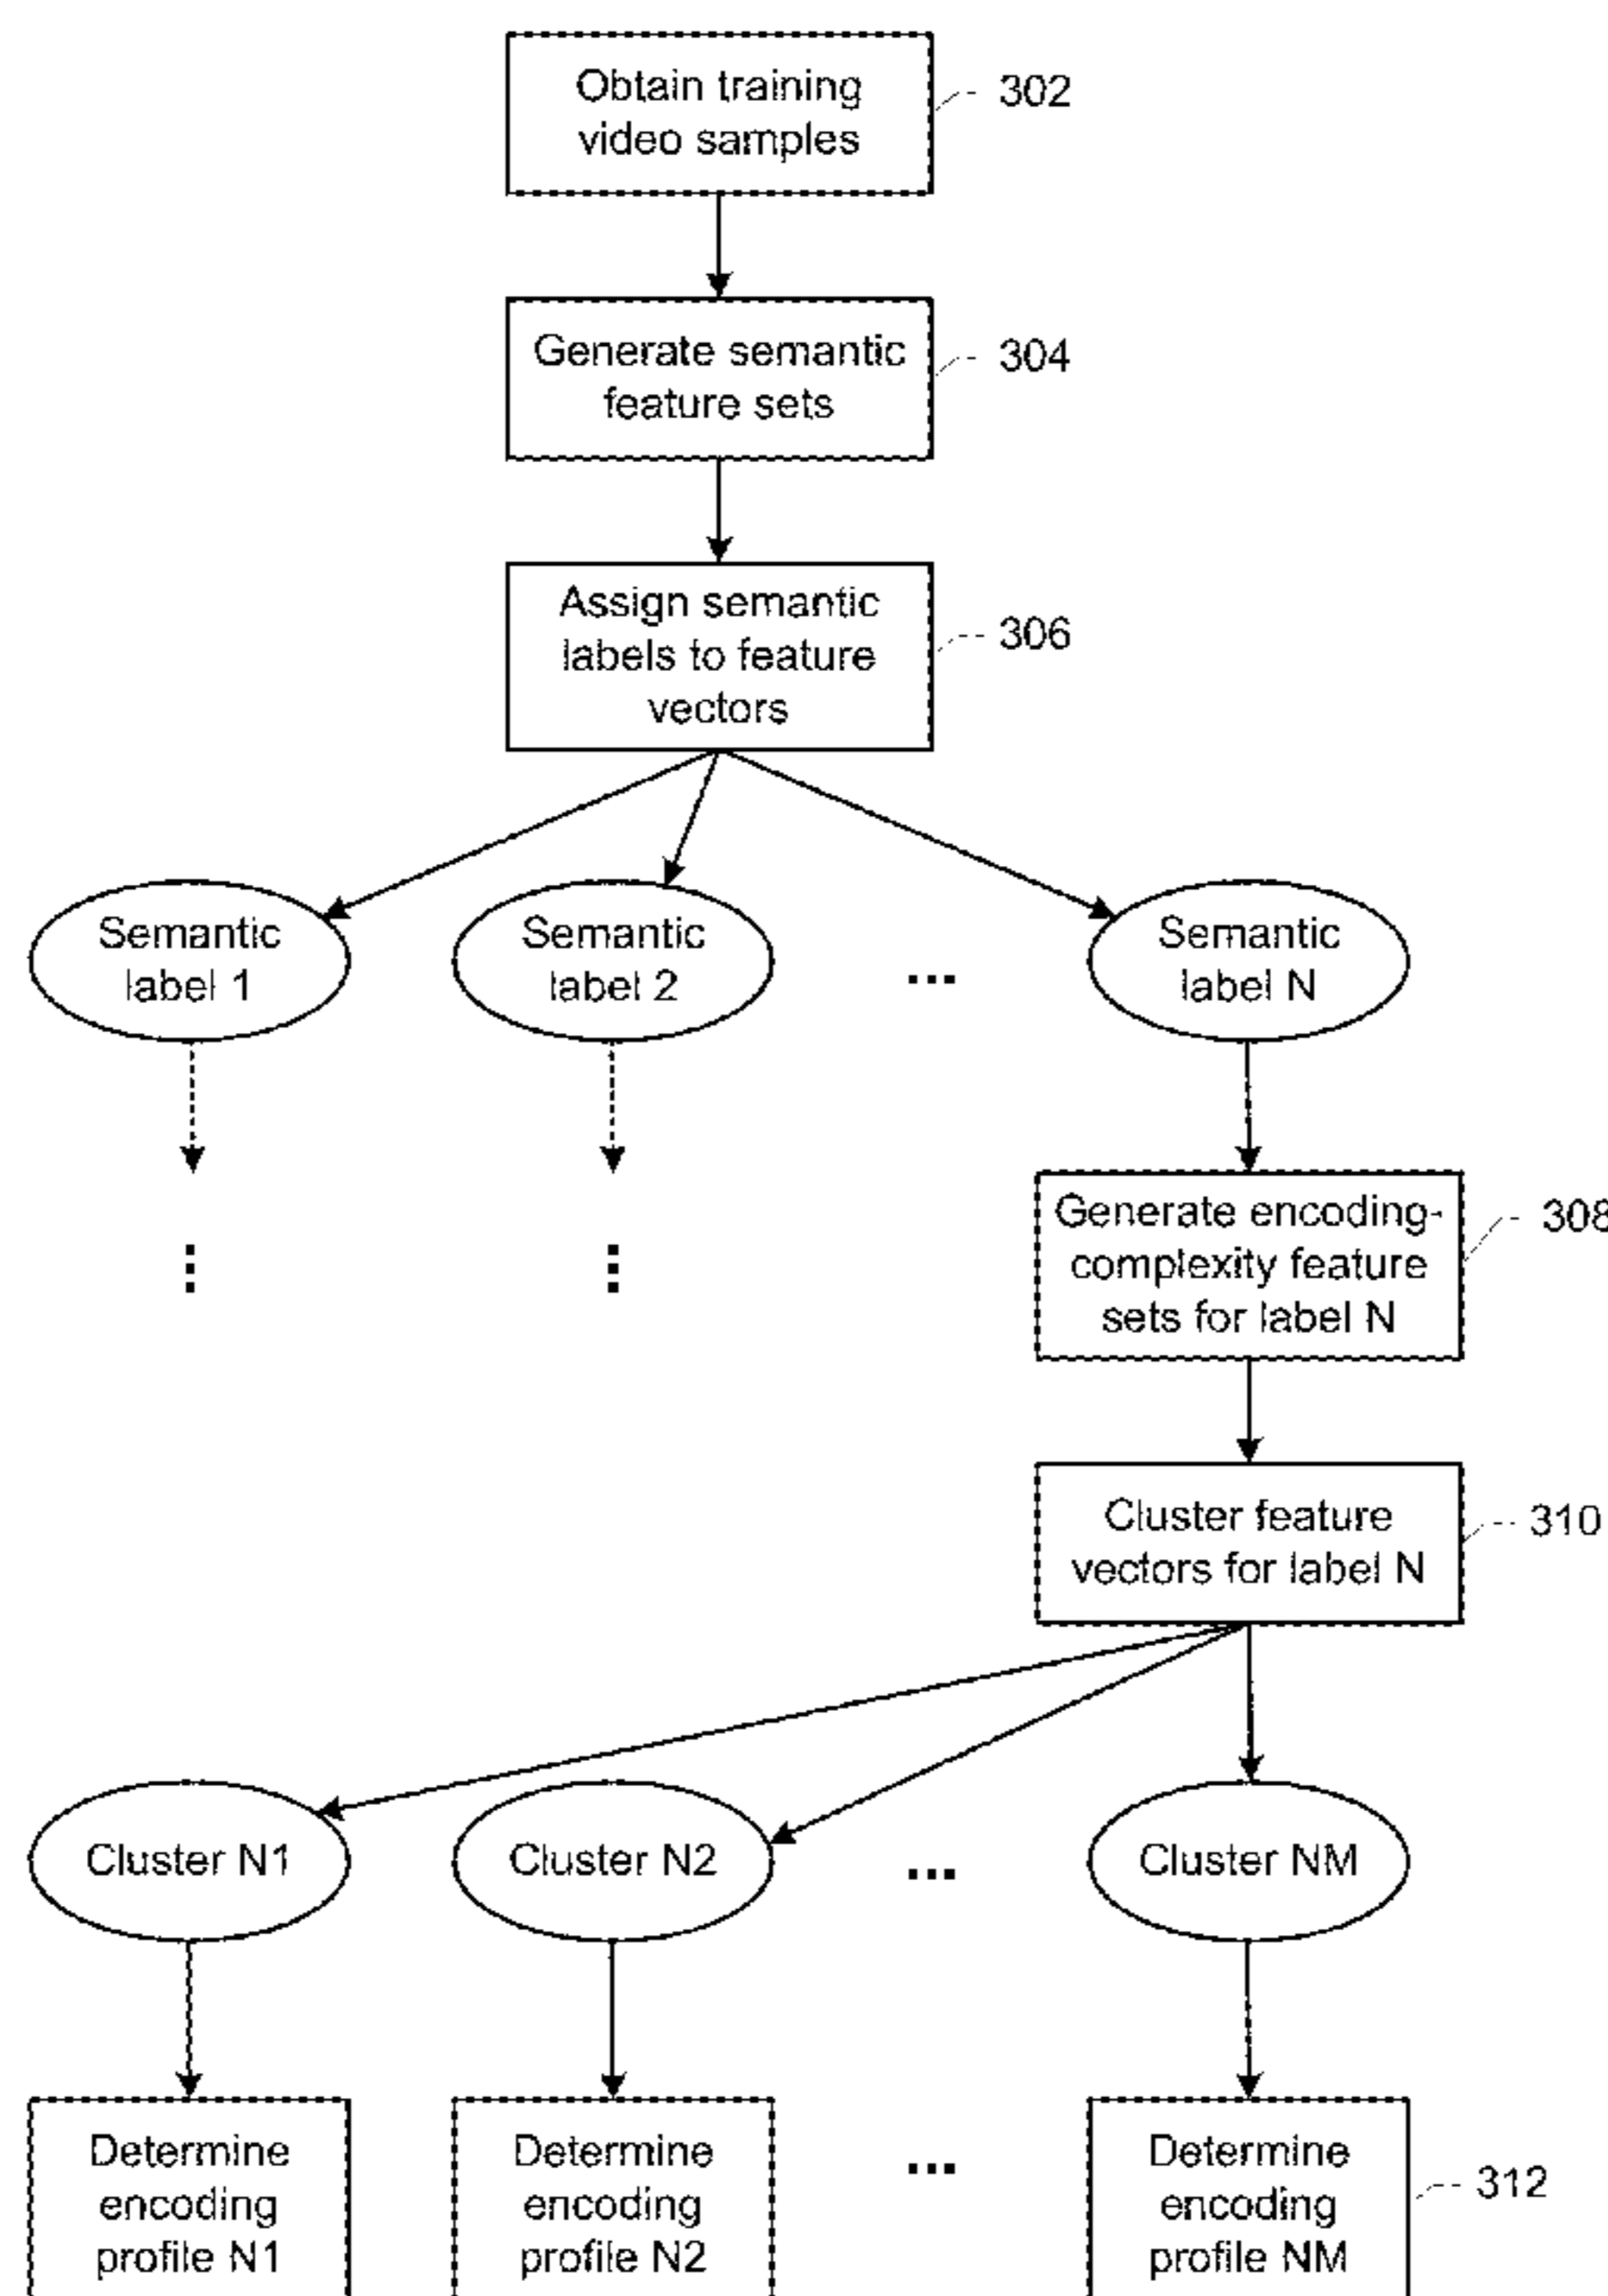 Obtain training
video samples
302
Generate semantic
feature sets
304
Assign semantic
labels to feature
vectors
306
Semantic
label 1
Semantic
label 2
...
Semantic
label N
Generate encoding-
complexity feature
sets for label N
308
Cluster feature
vectors for label N
310
Cluster N1
Cluster N2
...
Cluster NM
Determine
encoding
profile N1
Determine
encoding
profile N2
...
Determine
encoding
profile NM
312